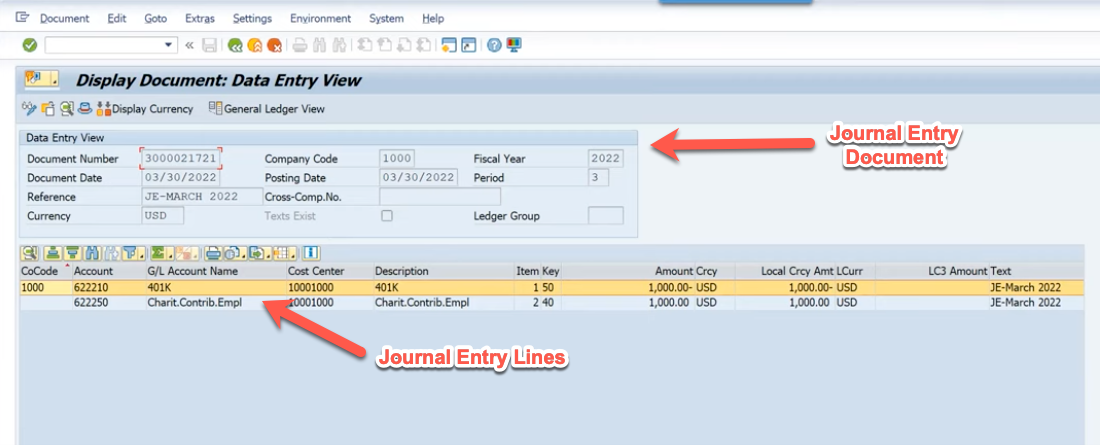 Document Edit Goto Extras Settings Environment System Help
Display Document: Data Entry View
Display Currency General Ledger View
Data Entry View
Document Number 3000021721 Company Code 1000 Fiscal Year 2022
Document Date 03/30/2022 Posting Date 03/30/2022 Period 3
Reference JE-MARCH 2022 Cross-Comp.No.
Currency USD Texts Exist Ledger Group
Journal Entry
Document
CoCode Account G/L Account Name Cost Center Description Item Key Amount Crcy Local Crcy Amt LCurr LC3 Amount Text
1000 622210 401K 10001000 401K 1 50 1,000.00- USD 1,000.00- USD JE-March 2022
622250 Charit.Contrib.Empl 10001000 Charit.Contrib.Empl 2 40 1,000.00 USD 1,000.00 USD JE-March 2022
Journal Entry Lines